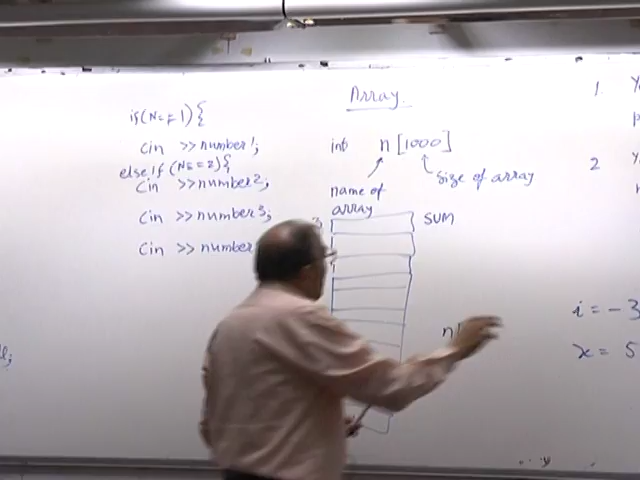 if(N==1){
cin >>number1;
else if (N==2){
cin >>number2;
cin >>number3;
cin >>number
Array
int n[1000]
name of
array
size of array
SUM
n[
1.
2
i = -3
x = 5